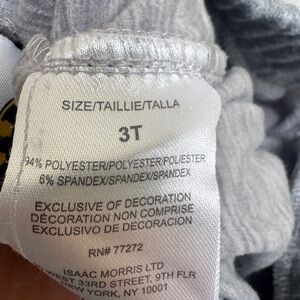 SIZE/TAILLIE/TALLA
3T
94% POLYESTER/POLYESTER/POLIESTER
6% SPANDEX/SPANDEX/SPANDEX
EXCLUSIVE OF DECORATION
DÉCORATION NON COMPRISE
EXCLUSIVO DE DECORACION
RN# 77272
ISAAC MORRIS LTD
WEST 33RD STREET, 9TH FLR
NEW YORK, NY 10001